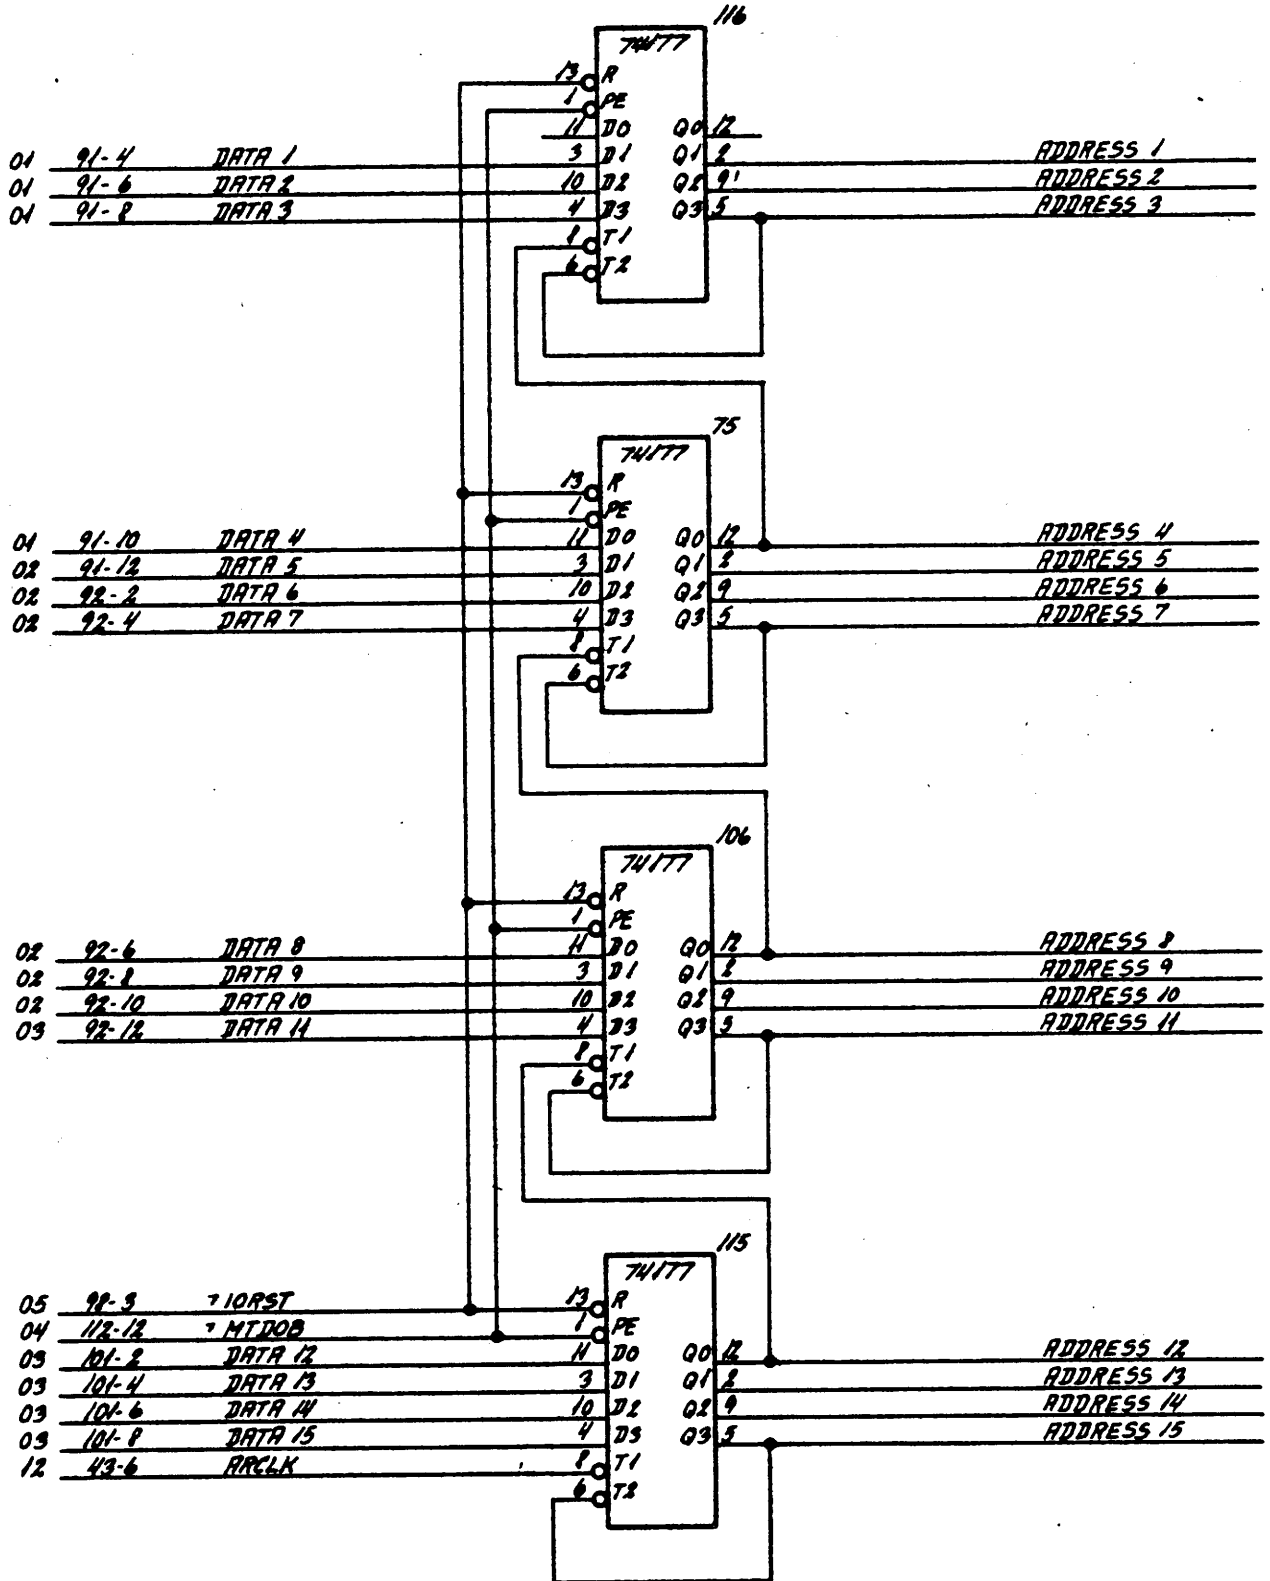 116
74177
13 R
1 PE
11 D0 Q0 12
01 91-4 DATA 1 3 D1 Q1 2 ADDRESS 1
01 91-6 DATA 2 10 D2 Q2 9 ADDRESS 2
01 91-8 DATA 3 4 D3 Q3 5 ADDRESS 3
8 T1
6 T2
75
74177
13 R
1 PE
01 91-10 DATA 4 11 D0 Q0 12 ADDRESS 4
02 91-12 DATA 5 3 D1 Q1 2 ADDRESS 5
02 92-2 DATA 6 10 D2 Q2 9 ADDRESS 6
02 92-4 DATA 7 4 D3 Q3 5 ADDRESS 7
8 T1
6 T2
106
74177
13 R
1 PE
02 92-6 DATA 8 11 D0 Q0 12 ADDRESS 8
02 92-8 DATA 9 3 D1 Q1 2 ADDRESS 9
02 92-10 DATA 10 10 D2 Q2 9 ADDRESS 10
03 92-12 DATA 11 4 D3 Q3 5 ADDRESS 11
8 T1
6 T2
115
74177
05 98-3 ¬IORST 13 R
04 112-12 ¬MTDOB 1 PE
03 101-2 DATA 12 11 D0 Q0 12 ADDRESS 12
03 101-4 DATA 13 3 D1 Q1 2 ADDRESS 13
03 101-6 DATA 14 10 D2 Q2 9 ADDRESS 14
03 101-8 DATA 15 4 D3 Q3 5 ADDRESS 15
12 43-6 ARCLK 8 T1
6 T2